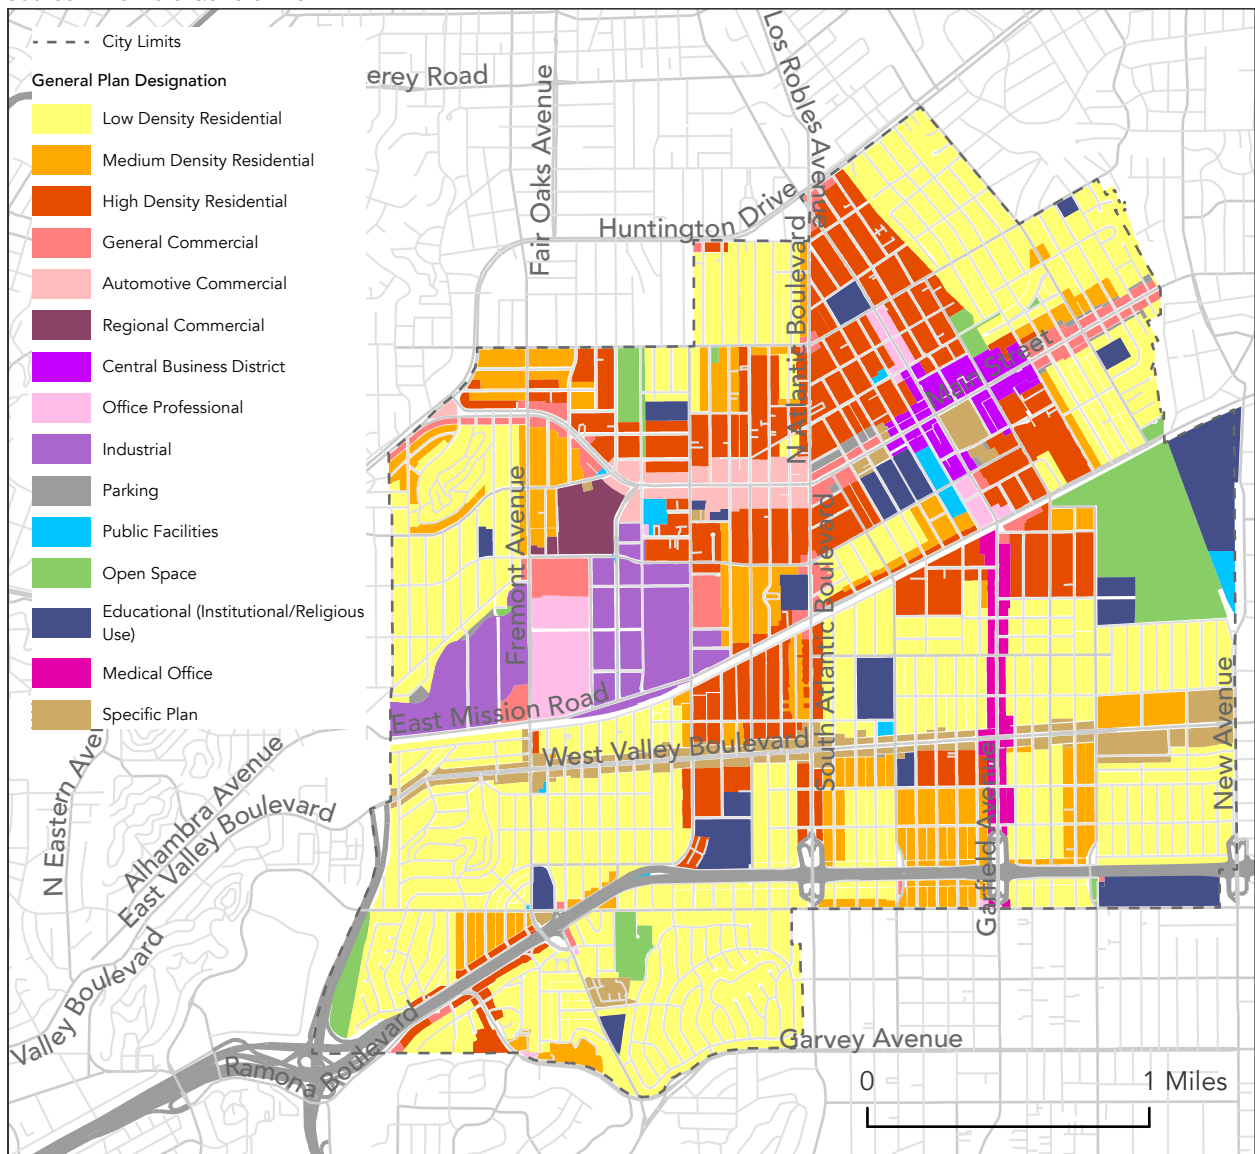 City Limits
General Plan Designation
Low Density Residential
Medium Density Residential
High Density Residential
General Commercial
Automotive Commercial
Regional Commercial
Central Business District
Office Professional
Industrial
Parking
Public Facilities
Open Space
Educational (Institutional/Religious
Use)
Medical Office
Specific Plan
erey Road
Fair Oaks Avenue
Los Robles Avenue
Huntington Drive
N Atlantic Boulevard
Main Street
Fremont Avenue
South Atlantic Boulevard
East Mission Road
West Valley Boulevard
Garfield Avenue
New Avenue
N Eastern Ave
Alhambra Avenue
East Valley Boulevard
Valley Boulevard
Ramona Boulevard
Garvey Avenue
0 1 Miles